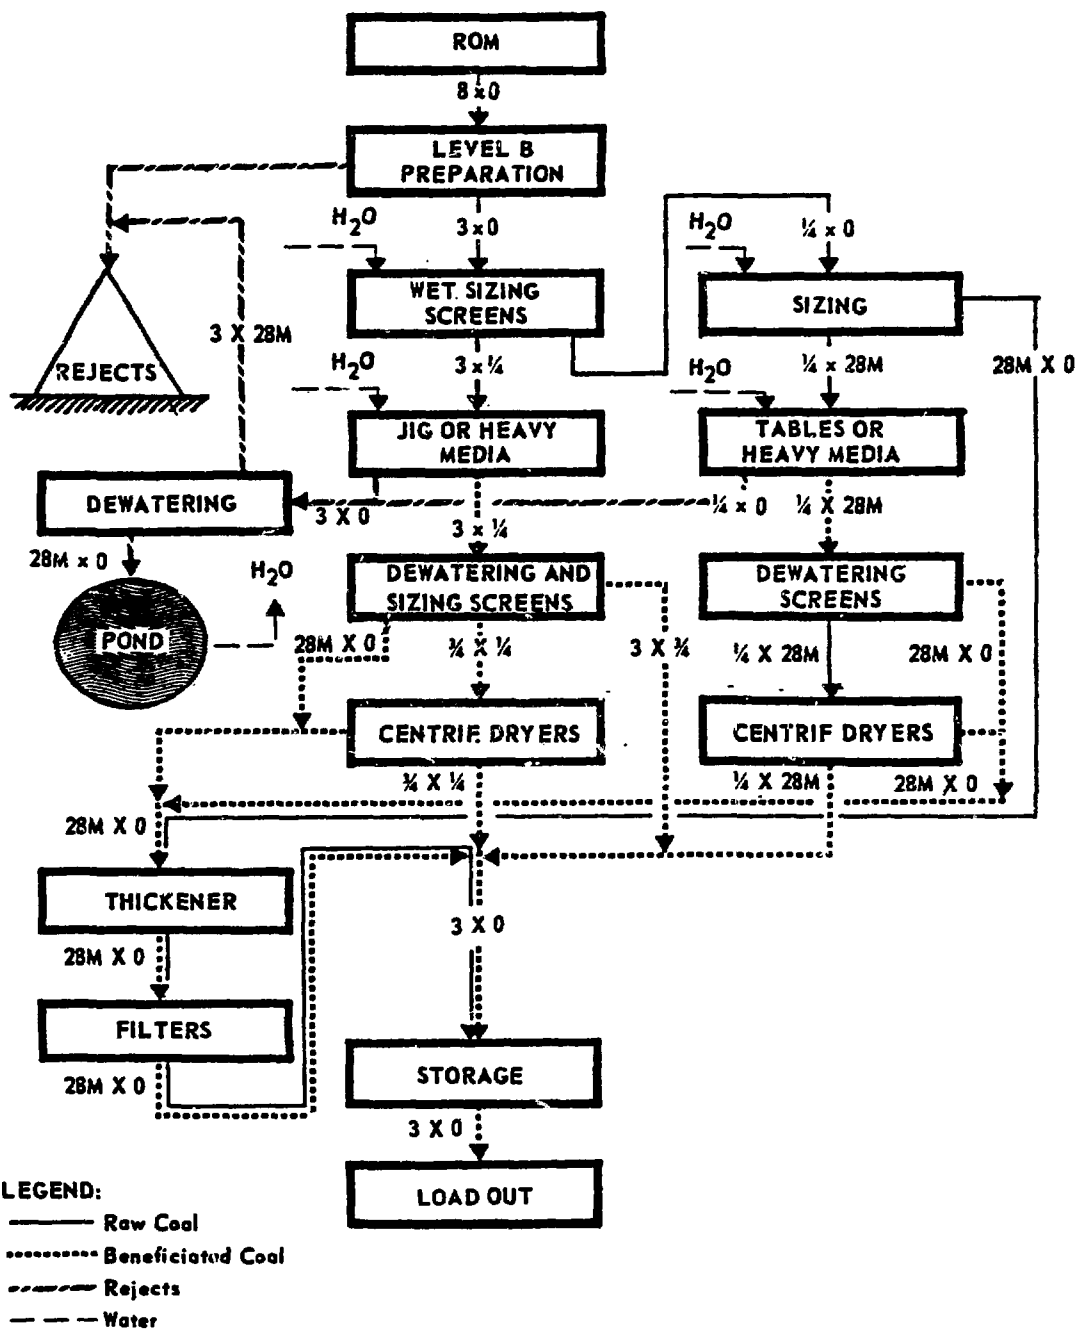 ROM
8 x 0
LEVEL B
PREPARATION
H2O
3 x 0
H2O
¼ x 0
WET. SIZING
SCREENS
SIZING
3 X 28M
REJECTS
H2O
3 x ¼
H2O
¼ x 28M
28M X 0
JIG OR HEAVY
MEDIA
TABLES OR
HEAVY MEDIA
DEWATERING
3 X 0
3 x ¼
¼ x 0
¼ X 28M
28M x 0
H2O
DEWATERING AND
SIZING SCREENS
DEWATERING
SCREENS
POND
28M X 0
¾ X ¼
3 X ¾
¼ X 28M
28M X 0
CENTRIF. DRYERS
CENTRIF DRYERS
¾ X ¼
¼ X 28M
28M X 0
28M X 0
THICKENER
3 X 0
28M X 0
FILTERS
28M X 0
STORAGE
3 X 0
LOAD OUT
LEGEND:
Raw Coal
Beneficiated Coal
Rejects
Water